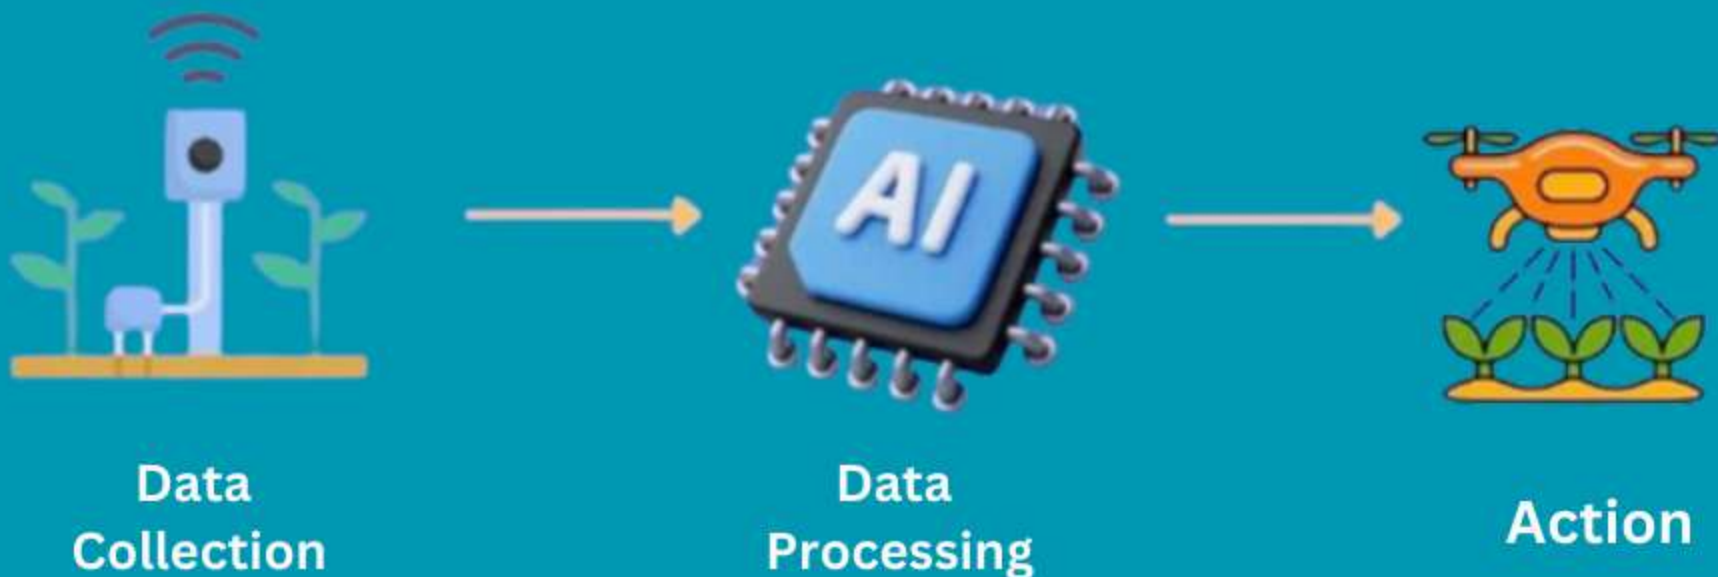 AI
Data
Collection
Data
Processing
Action